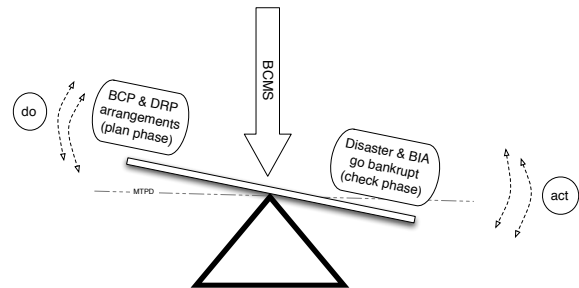 BCMS
do
BCP & DRP
arrangements
(plan phase)
Disaster & BIA
go bankrupt
(check phase)
act
MTPD